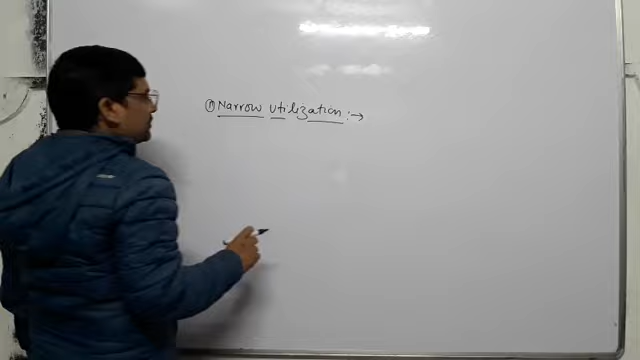 ① Narrow utilization :→